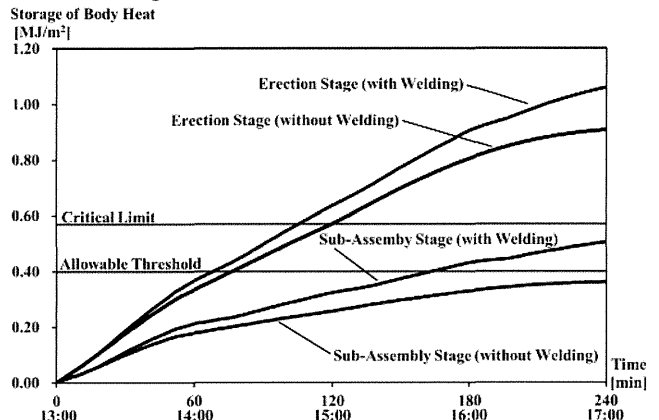 Storage of Body Heat
[MJ/m²]
1.20
1.00
0.80
0.60
0.40
0.20
0.00
Erection Stage (with Welding)
Erection Stage (without Welding)
Critical Limit
Sub-Assemby Stage (with Welding)
Allowable Threshold
Sub-Assembly Stage (without Welding)
Time
[min]
0 60 120 180 240
13:00 14:00 15:00 16:00 17:00